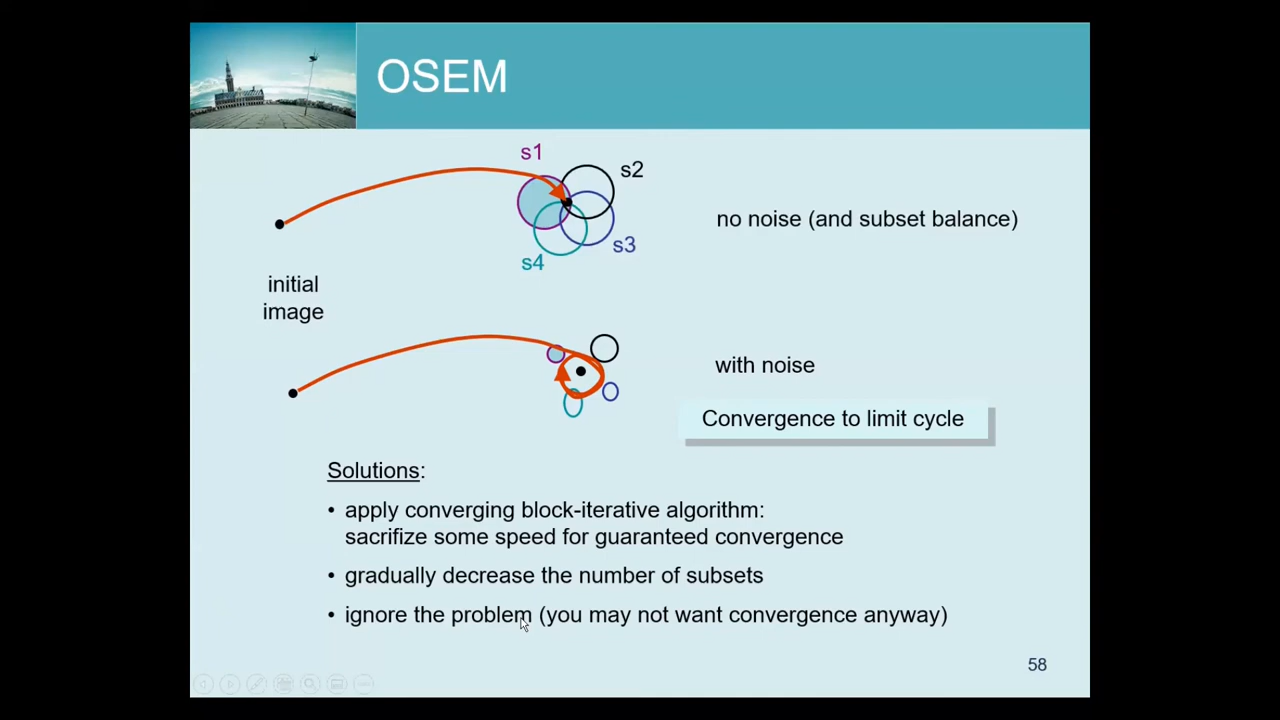 OSEM
s1
s2
s3
s4
no noise (and subset balance)
initial
image
with noise
Convergence to limit cycle
Solutions:
• apply converging block-iterative algorithm:
sacrifize some speed for guaranteed convergence
• gradually decrease the number of subsets
• ignore the problem (you may not want convergence anyway)
58